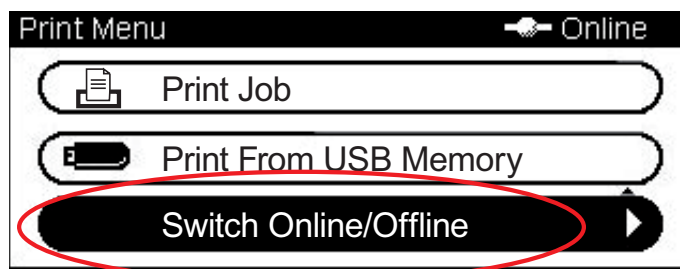 Print Menu Online
Print Job
Print From USB Memory
Switch Online/Offline